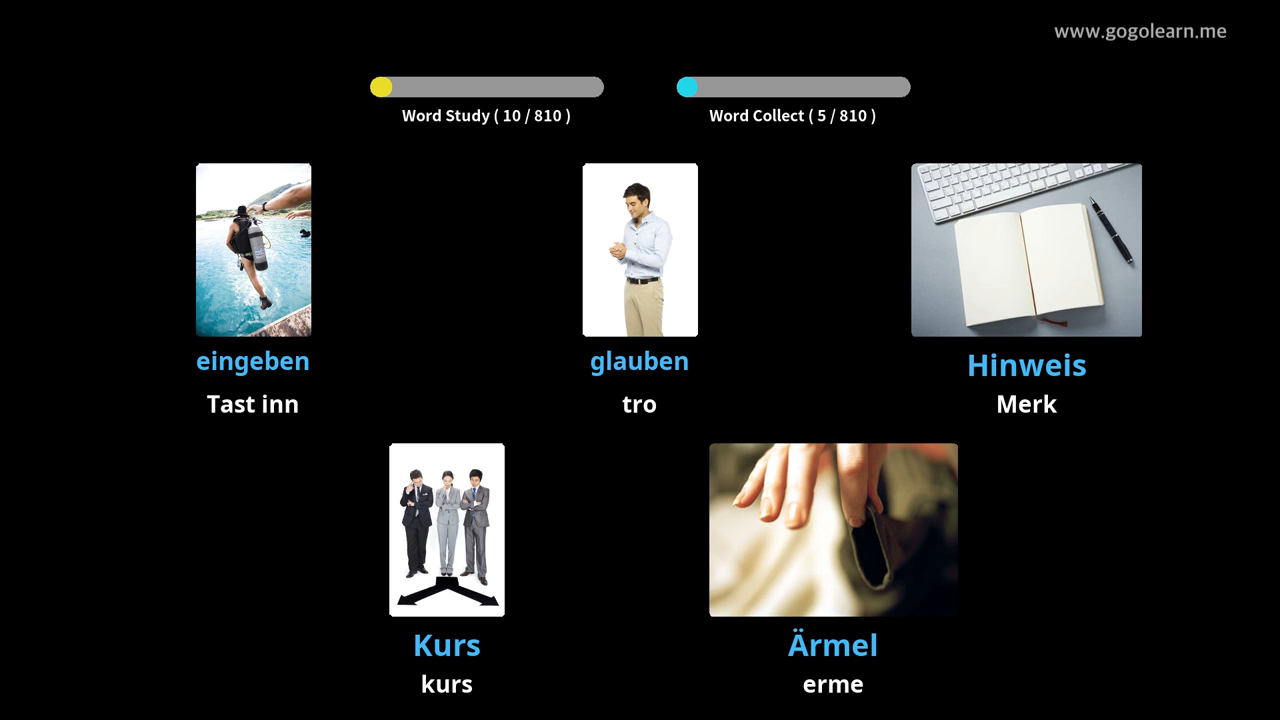 www.gogolearn.me
Word Study ( 10 / 810 )
Word Collect ( 5 / 810 )
eingeben
Tast inn
glauben
tro
Hinweis
Merk
Kurs
kurs
Ärmel
erme